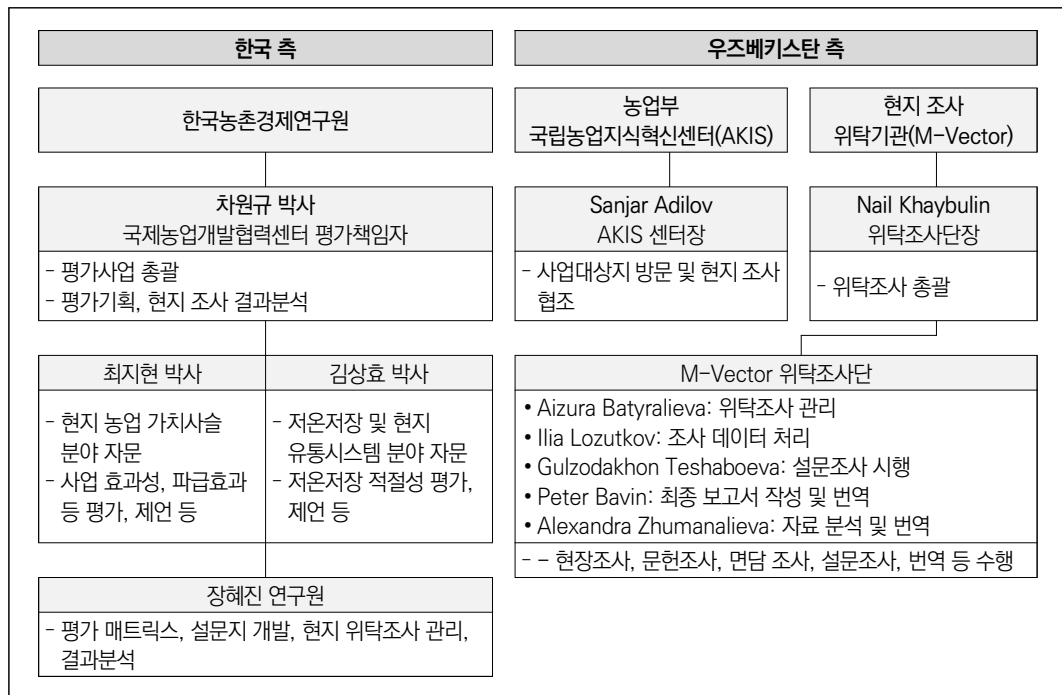 한국 측
한국농촌경제연구원
차원규 박사
국제농업개발협력센터 평가책임자
- 평가사업 총괄
- 평가기획, 현지 조사 결과분석
최지현 박사
- 현지 농업 가치사슬
분야 자문
- 사업 효과성, 파급효과
등 평가, 제언 등
김상효 박사
- 저온저장 및 현지
유통시스템 분야 자문
- 저온저장 적절성 평가,
제언 등
장혜진 연구원
- 평가 매트릭스, 설문지 개발, 현지 위탁조사 관리,
결과분석
우즈베키스탄 측
농업부
국립농업지식혁신센터(AKIS)
Sanjar Adilov
AKIS 센터장
- 사업대상지 방문 및 현지 조사
협조
현지 조사
위탁기관(M-Vector)
Nail Khaybulin
위탁조사단장
- 위탁조사 총괄
M-Vector 위탁조사단
• Aizura Batyralieva: 위탁조사 관리
• Ilia Lozutkov: 조사 데이터 처리
• Gulzodakhon Teshaboeva: 설문조사 시행
• Peter Bavin: 최종 보고서 작성 및 번역
• Alexandra Zhumanalieva: 자료 분석 및 번역
- - 현장조사, 문헌조사, 면담 조사, 설문조사, 번역 등 수행